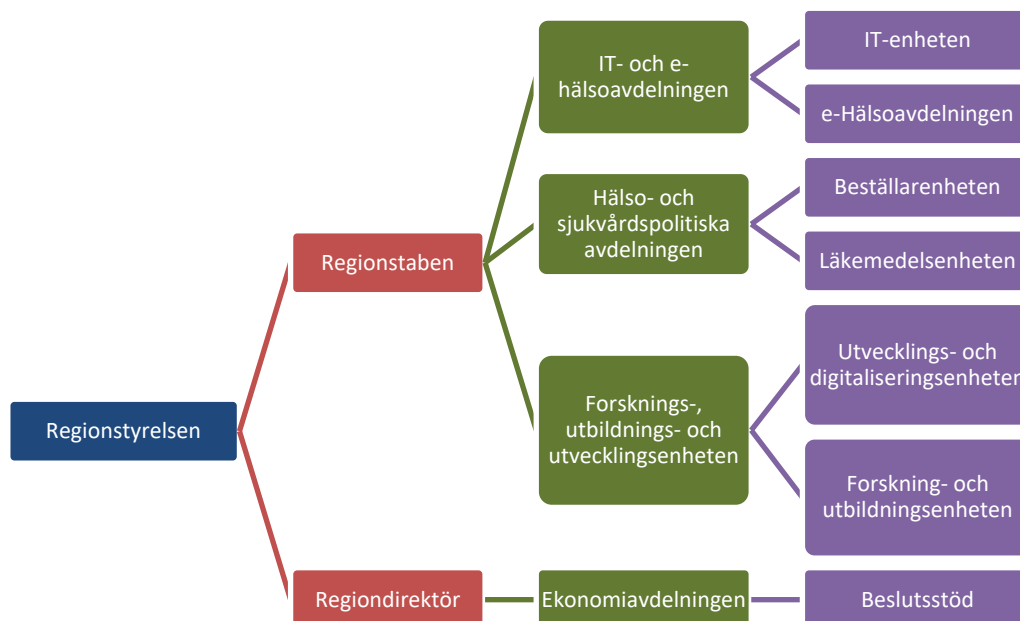 Regionstyrelsen
Regionstaben
IT- och e-
hälsoavdelningen
IT-enheten
e-Hälsoavdelningen
Hälso- och
sjukvårdspolitiska
avdelningen
Beställarenheten
Läkemedelsenheten
Forsknings-,
utbildnings- och
utvecklingsenheten
Utvecklings- och
digitaliseringsenheten
Forskning- och
utbildningsenheten
Regiondirektör
Ekonomiavdelningen
Beslutsstöd